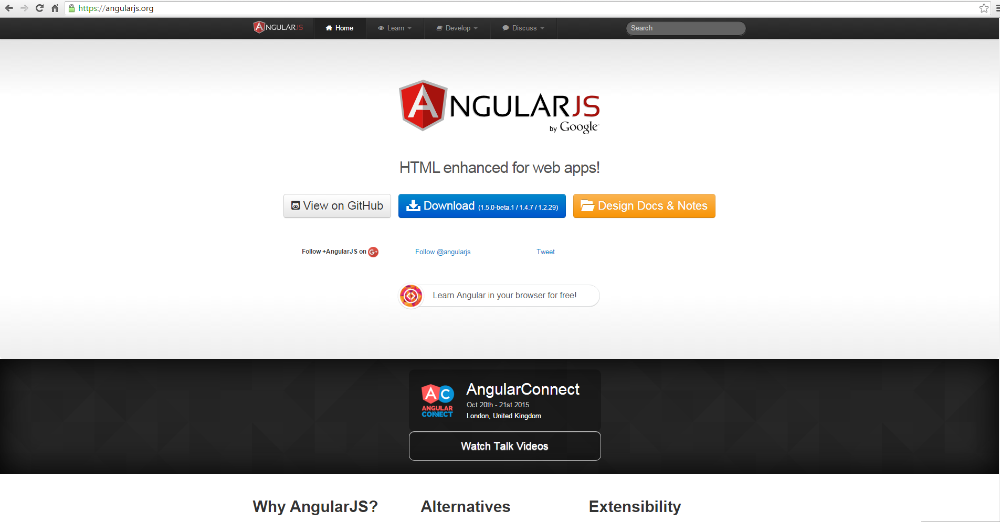 https://angularjs.org
ANGULARJS Home Learn Develop Discuss Search
ANGULARJS
by Google
HTML enhanced for web apps!
View on GitHub Download (1.5.0-beta.1 / 1.4.7 / 1.2.29) Design Docs & Notes
Follow +AngularJS on G+ Follow @angularjs Tweet
Learn Angular in your browser for free!
AC
ANGULAR
CONNECT
AngularConnect
Oct 20th - 21st 2015
London, United Kingdom
Watch Talk Videos
Why AngularJS? Alternatives Extensibility